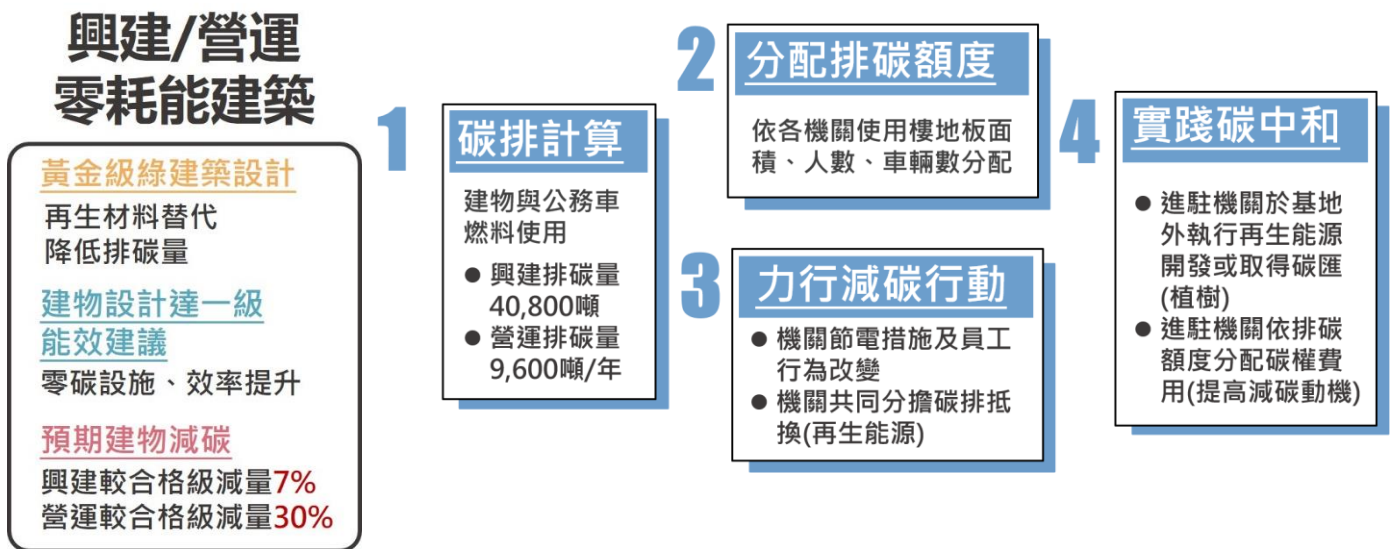 興建/營運
零耗能建築
黃金級綠建築設計
再生材料替代
降低排碳量
建物設計達一級
能效建議
零碳設施、效率提升
預期建物減碳
興建較合格級減量7%
營運較合格級減量30%
1
碳排計算
建物與公務車
燃料使用
● 興建排碳量
40,800噸
● 營運排碳量
9,600噸/年
2
分配排碳額度
依各機關使用樓地板面
積、人數、車輛數分配
3
力行減碳行動
● 機關節電措施及員工
行為改變
● 機關共同分擔碳排抵
換(再生能源)
4
實踐碳中和
● 進駐機關於基地
外執行再生能源
開發或取得碳匯
(植樹)
● 進駐機關依排碳
額度分配碳權費
用(提高減碳動機)